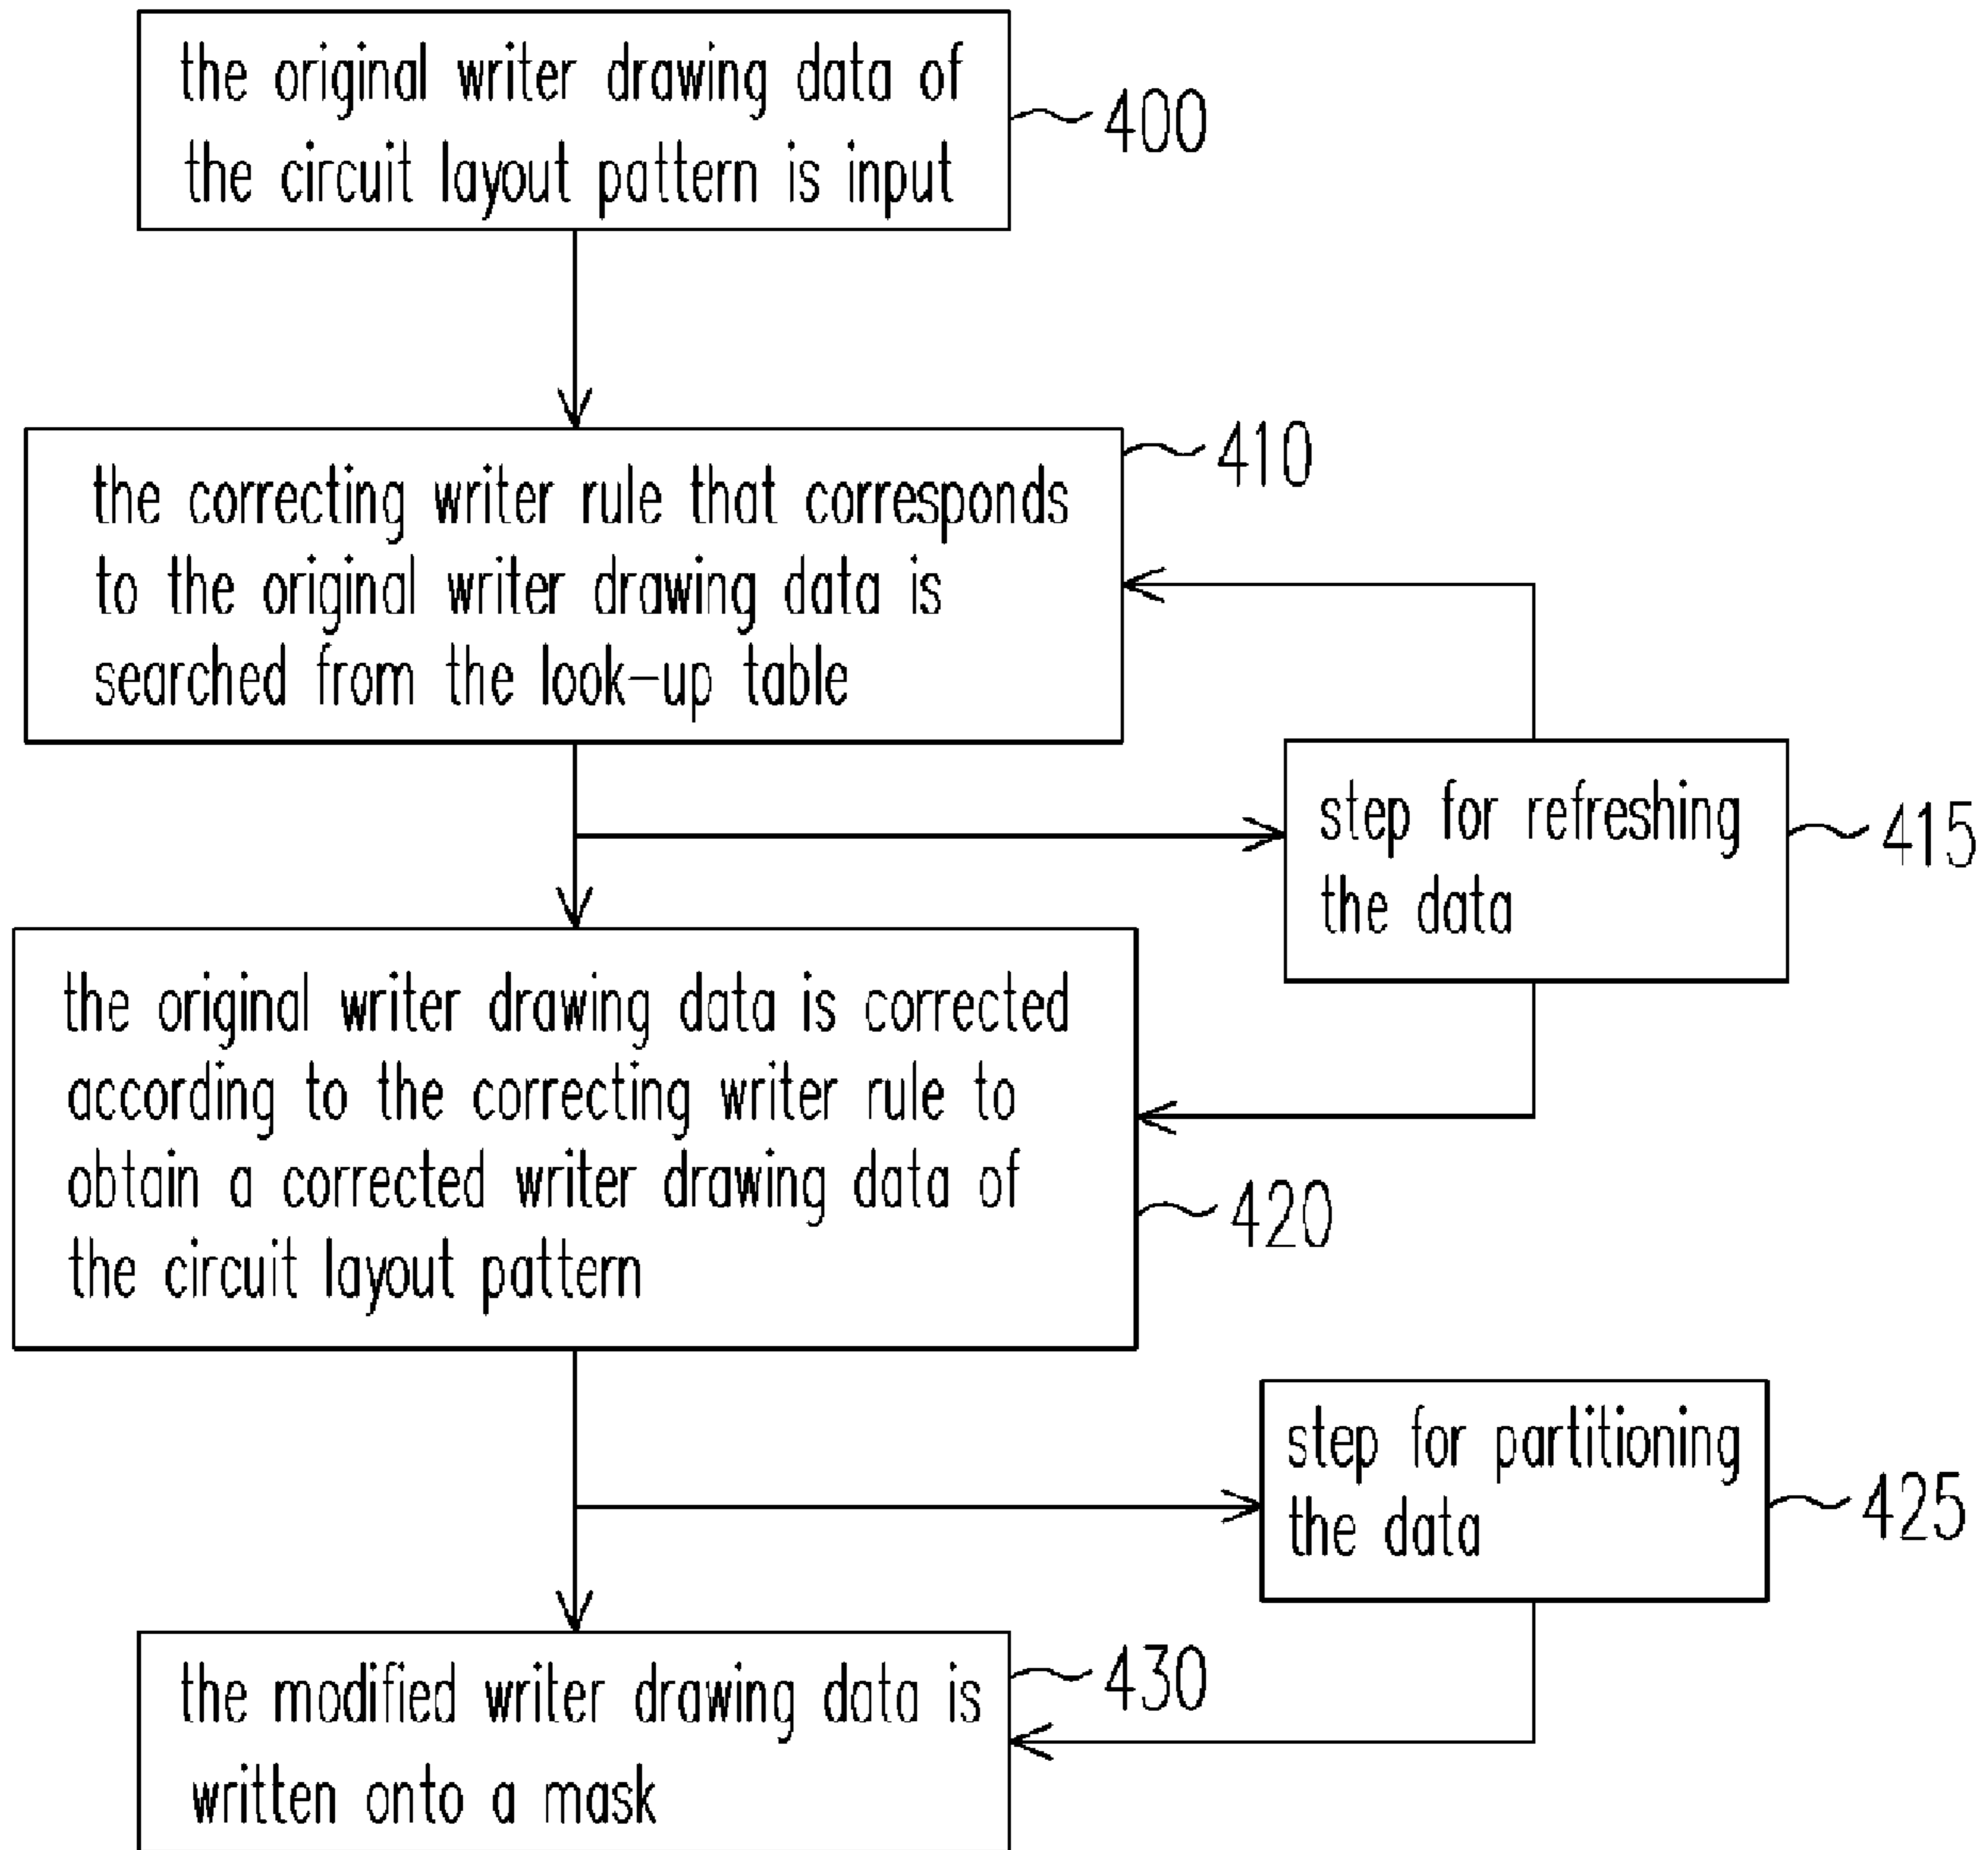 the original writer drawing data of
the circuit layout pattern is input
400
the correcting writer rule that corresponds
to the original writer drawing data is
searched from the look-up table
410
step for refreshing
the data
415
the original writer drawing data is corrected
according to the correcting writer rule to
obtain a corrected writer drawing data of
the circuit layout pattern
420
step for partitioning
the data
425
the modified writer drawing data is
written onto a mask
430